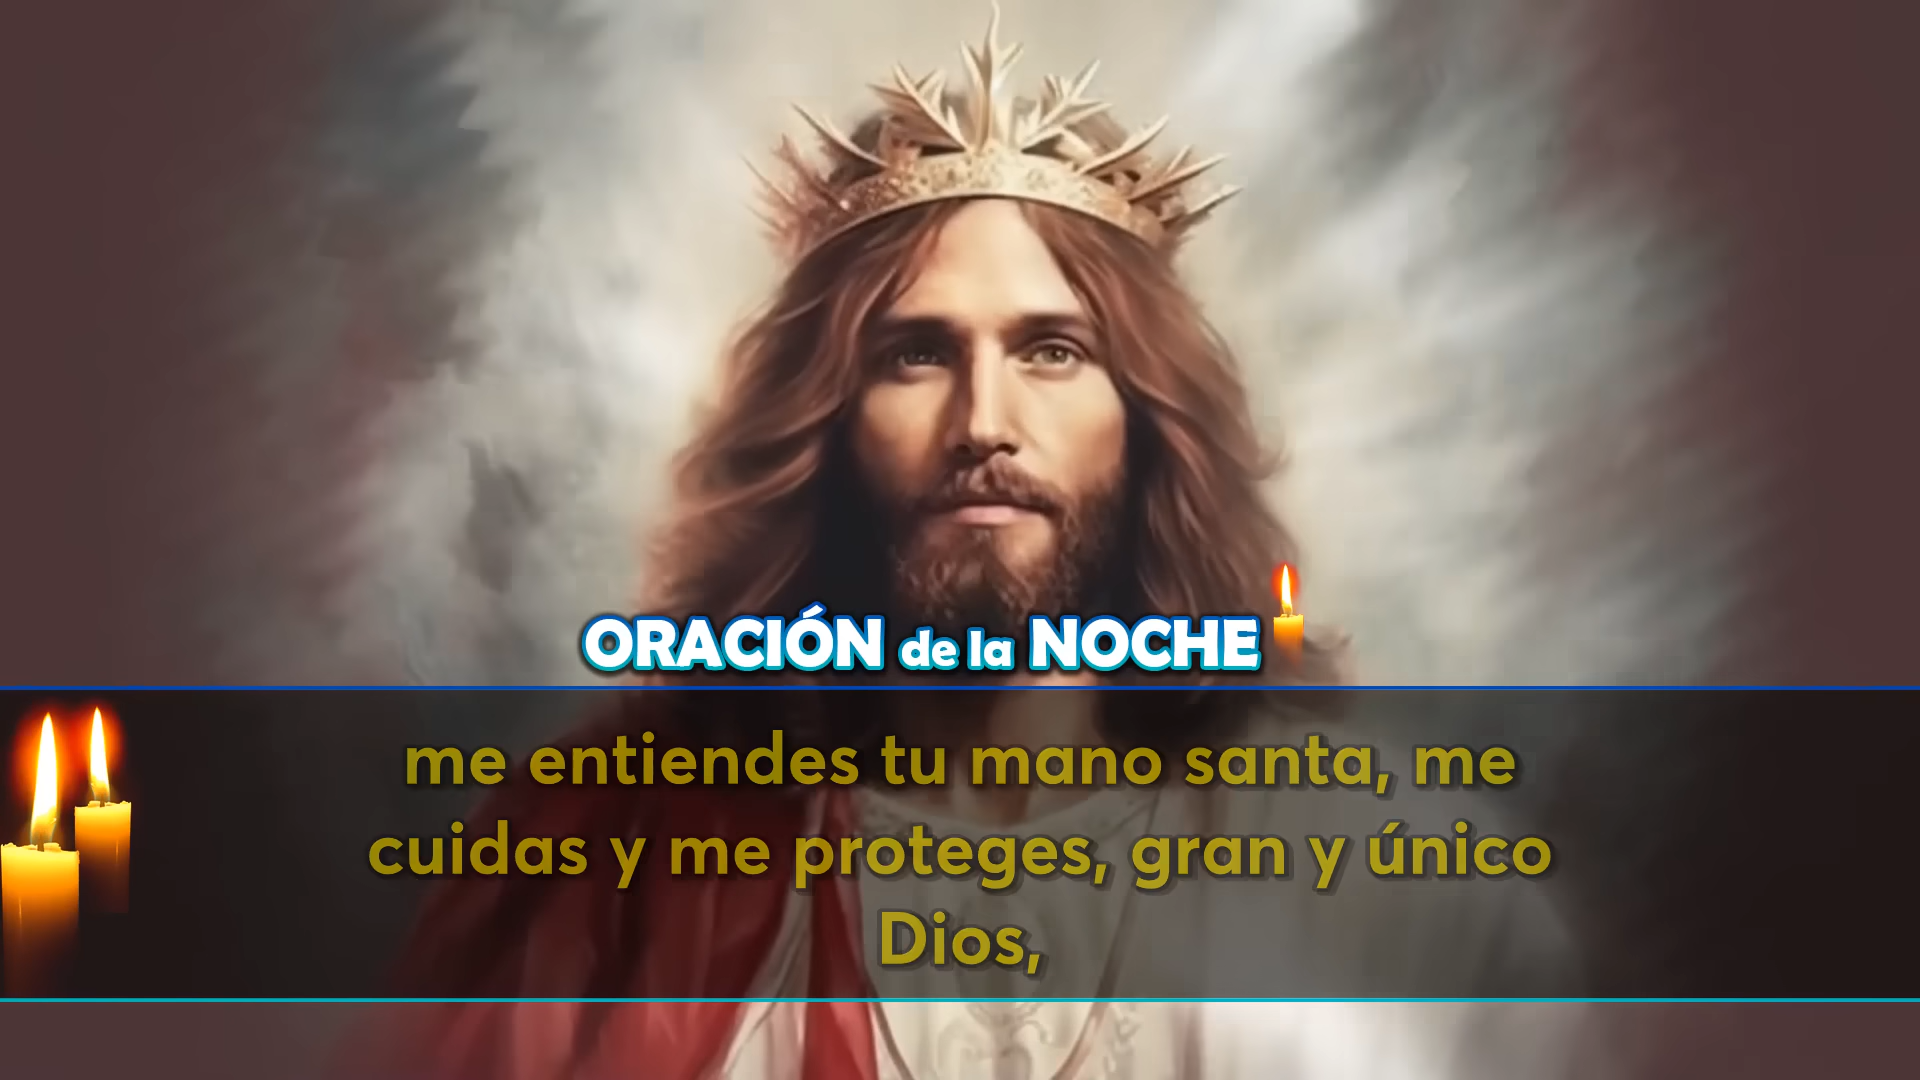 ORACIÓN de la NOCHE
me entiendes tu mano santa, me
cuidas y me proteges, gran y único
Dios,